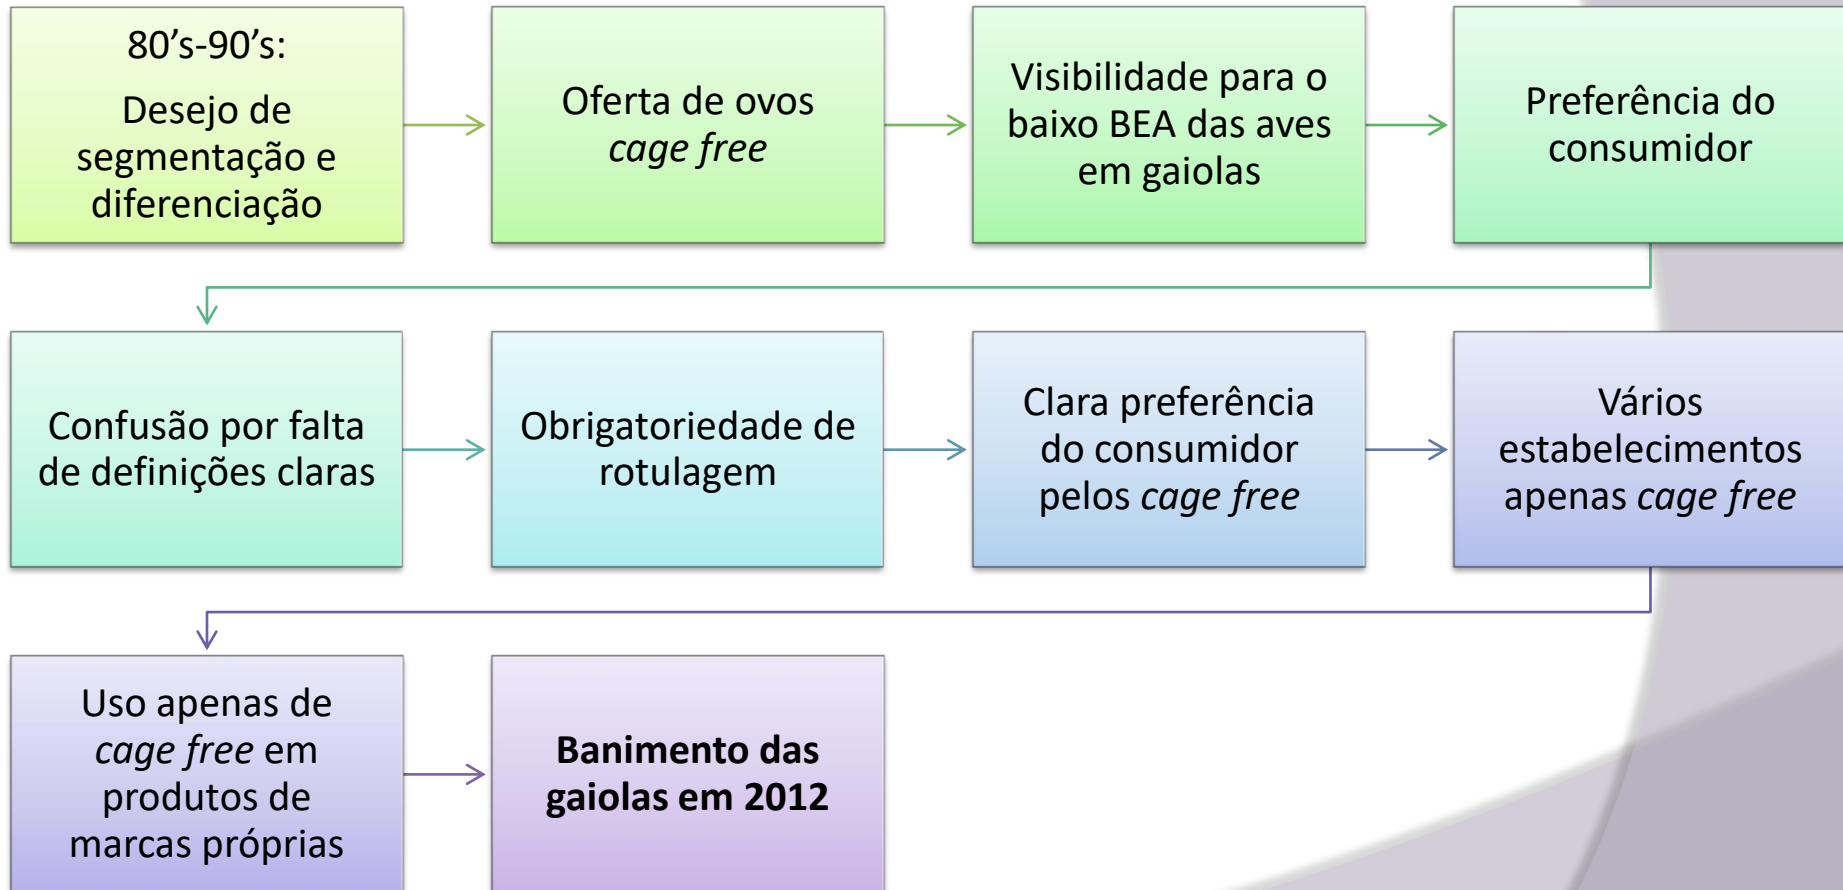 80’s-90’s:
Desejo de
segmentação e
diferenciação
Oferta de ovos
cage free
Visibilidade para o
baixo BEA das aves
em gaiolas
Preferência do
consumidor
Confusão por falta
de definições claras
Obrigatoriedade de
rotulagem
Clara preferência
do consumidor
pelos cage free
Vários
estabelecimentos
apenas cage free
Uso apenas de
cage free em
produtos de
marcas próprias
Banimento das
gaiolas em 2012